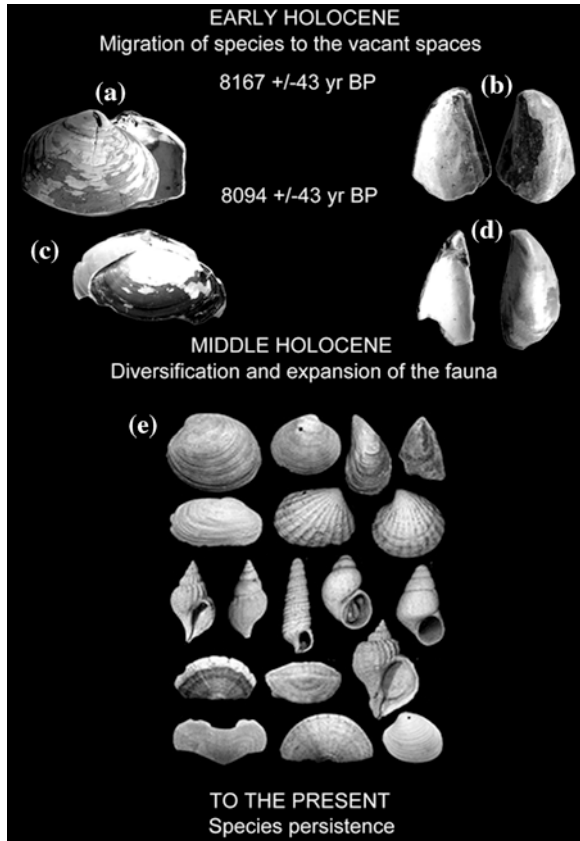 EARLY HOLOCENE
Migration of species to the vacant spaces
8167 +/-43 yr BP
(a)
(b)
8094 +/-43 yr BP
(c)
(d)
MIDDLE HOLOCENE
Diversification and expansion of the fauna
(e)
TO THE PRESENT
Species persistence